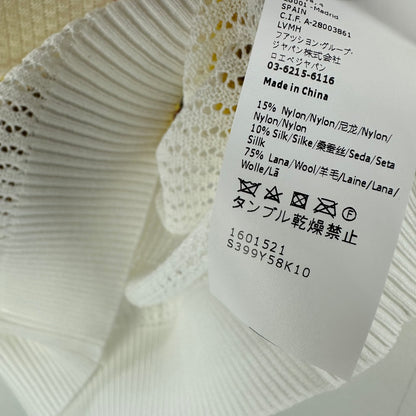 28001 -Madrid
SPAIN
C.I.F. A-28003861
LVMH
ファッション・グループ・
ジャパン株式会社
ロエベジャパン
03-6215-6116
Made in China
15% Nylon/Nylon/尼龙/Nylon/
Nylon/Nylon
10% Silk/Silke/桑蚕丝/Seda/Seta
Silk
75% Lana/Wool/羊毛/Laine/Lana/
Wolle/Lã
F
タンブル乾燥禁止
1601521
S399Y58K10